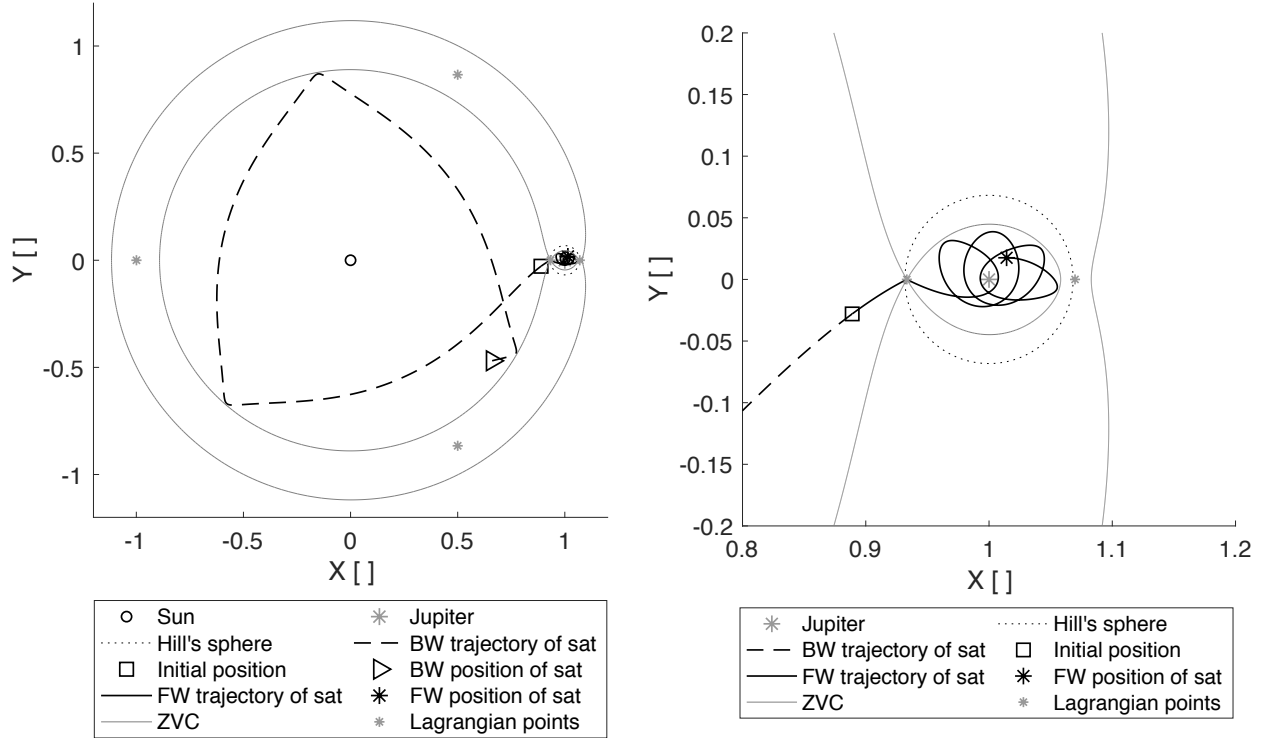 1
0.5
0
-0.5
-1
Y [ ]
-1
-0.5
0
0.5
1
X [ ]
Sun
Jupiter
Hill's sphere
BW trajectory of sat
Initial position
BW position of sat
FW trajectory of sat
FW position of sat
ZVC
Lagrangian points
0.2
0.15
0.1
0.05
0
-0.05
-0.1
-0.15
-0.2
Y [ ]
0.8
0.9
1
1.1
1.2
X [ ]
Jupiter
Hill's sphere
BW trajectory of sat
Initial position
FW trajectory of sat
FW position of sat
ZVC
Lagrangian points